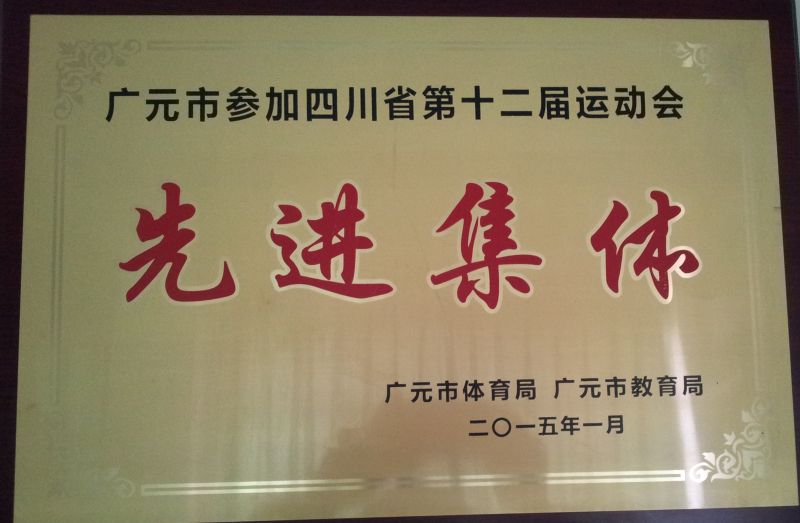 广元市参加四川省第十二届运动会
先进集体
广元市体育局 广元市教育局
二〇一五年一月